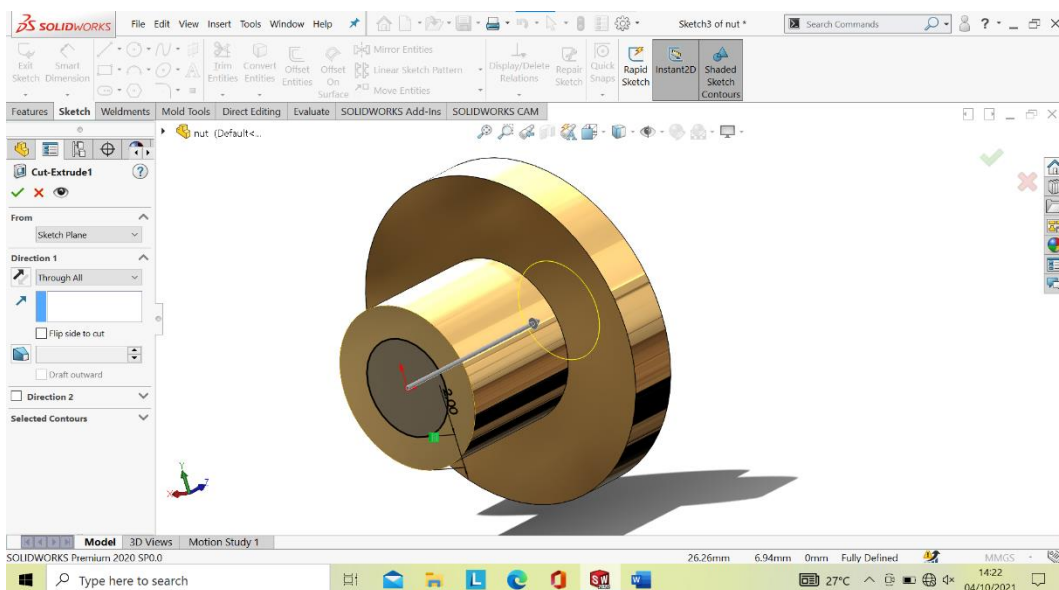 SOLIDWORKS File Edit View Insert Tools Window Help Sketch3 of nut * Search Commands ?
Exit Sketch Smart Dimension Trim Entities Convert Entities Offset Entities Offset On Surface Mirror Entities Linear Sketch Pattern Move Entities Display/Delete Relations Repair Sketch Quick Snaps Rapid Sketch Instant2D Shaded Sketch Contours
Features Sketch Weldments Mold Tools Direct Editing Evaluate SOLIDWORKS Add-Ins SOLIDWORKS CAM
nut (Default<...
Cut-Extrude1
From
Sketch Plane
Direction 1
Through All
Flip side to cut
Draft outward
Direction 2
Selected Contours
2.00
Y
X
Z
Model 3D Views Motion Study 1
SOLIDWORKS Premium 2020 SP0.0 26.26mm 6.94mm 0mm Fully Defined MMGS
Type here to search 27°C 14:22
04/10/2021